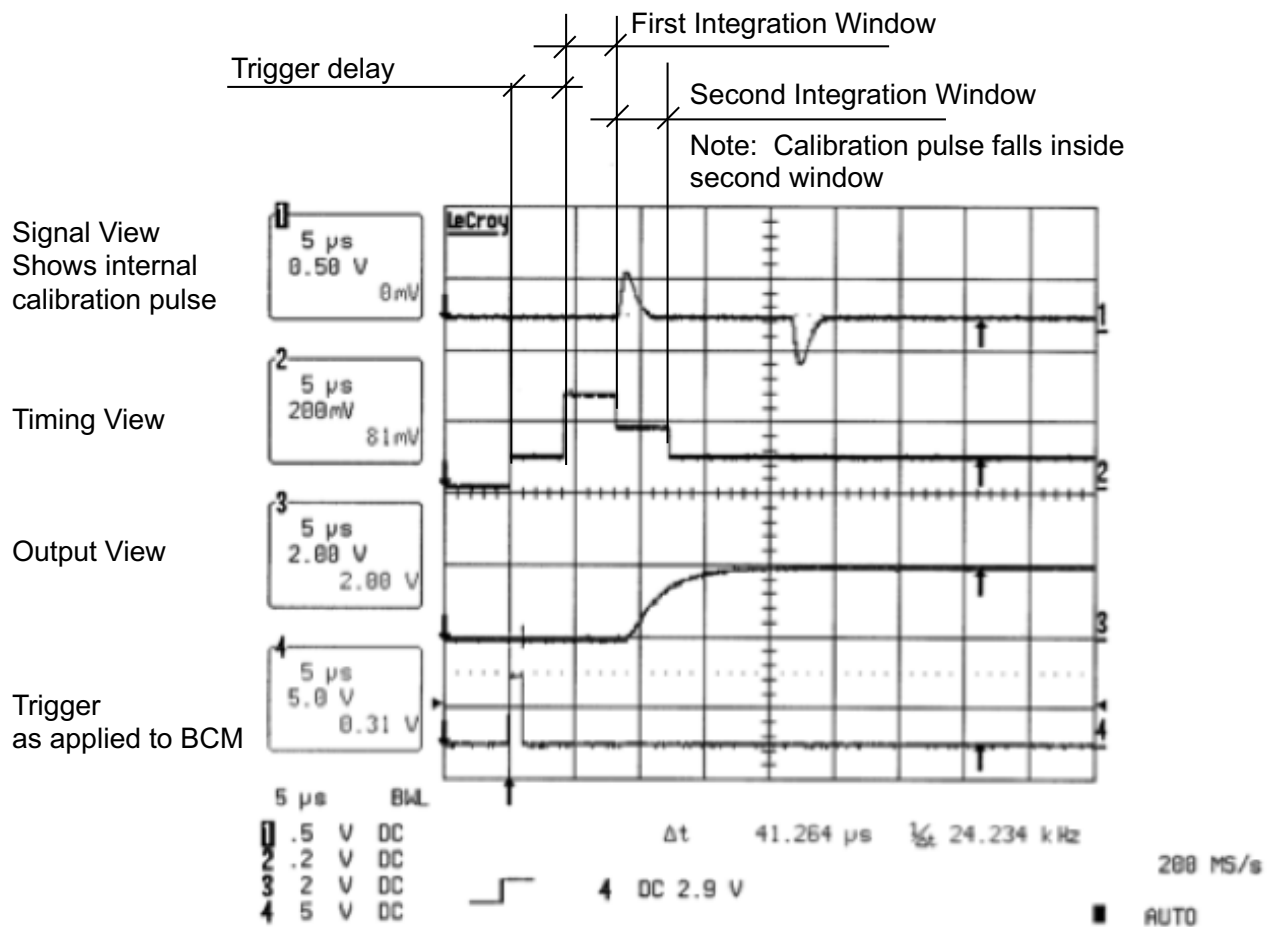 First Integration Window
Trigger delay
Second Integration Window
Note: Calibration pulse falls inside
second window
Signal View
Shows internal
calibration pulse
1
5 µs
0.50 V
0mV
LeCroy
1
Timing View
2
5 µs
200mV
81mV
2
Output View
3
5 µs
2.00 V
2.00 V
3
Trigger
as applied to BCM
4
5 µs
5.0 V
0.31 V
4
5 µs BWL
1 .5 V DC
2 .2 V DC
3 2 V DC
4 5 V DC
Δt 41.264 µs 1/Δt 24.234 kHz
4 DC 2.9 V
200 MS/s
AUTO